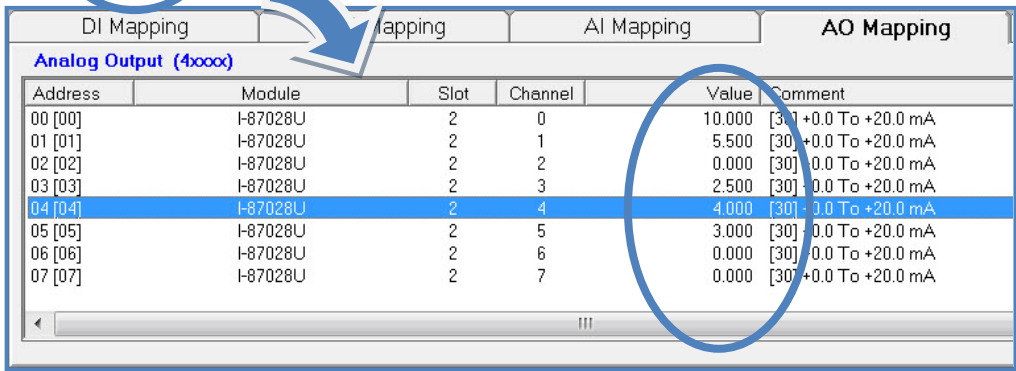 DI Mapping Mapping AI Mapping AO Mapping
Analog Output (4xxxx)
Address Module Slot Channel Value Comment
00 [00] I-87028U 2 0 10.000 [30] +0.0 To +20.0 mA
01 [01] I-87028U 2 1 5.500 [30] +0.0 To +20.0 mA
02 [02] I-87028U 2 2 0.000 [30] +0.0 To +20.0 mA
03 [03] I-87028U 2 3 2.500 [30] +0.0 To +20.0 mA
04 [04] I-87028U 2 4 4.000 [30] +0.0 To +20.0 mA
05 [05] I-87028U 2 5 3.000 [30] +0.0 To +20.0 mA
06 [06] I-87028U 2 6 0.000 [30] +0.0 To +20.0 mA
07 [07] I-87028U 2 7 0.000 [30] +0.0 To +20.0 mA